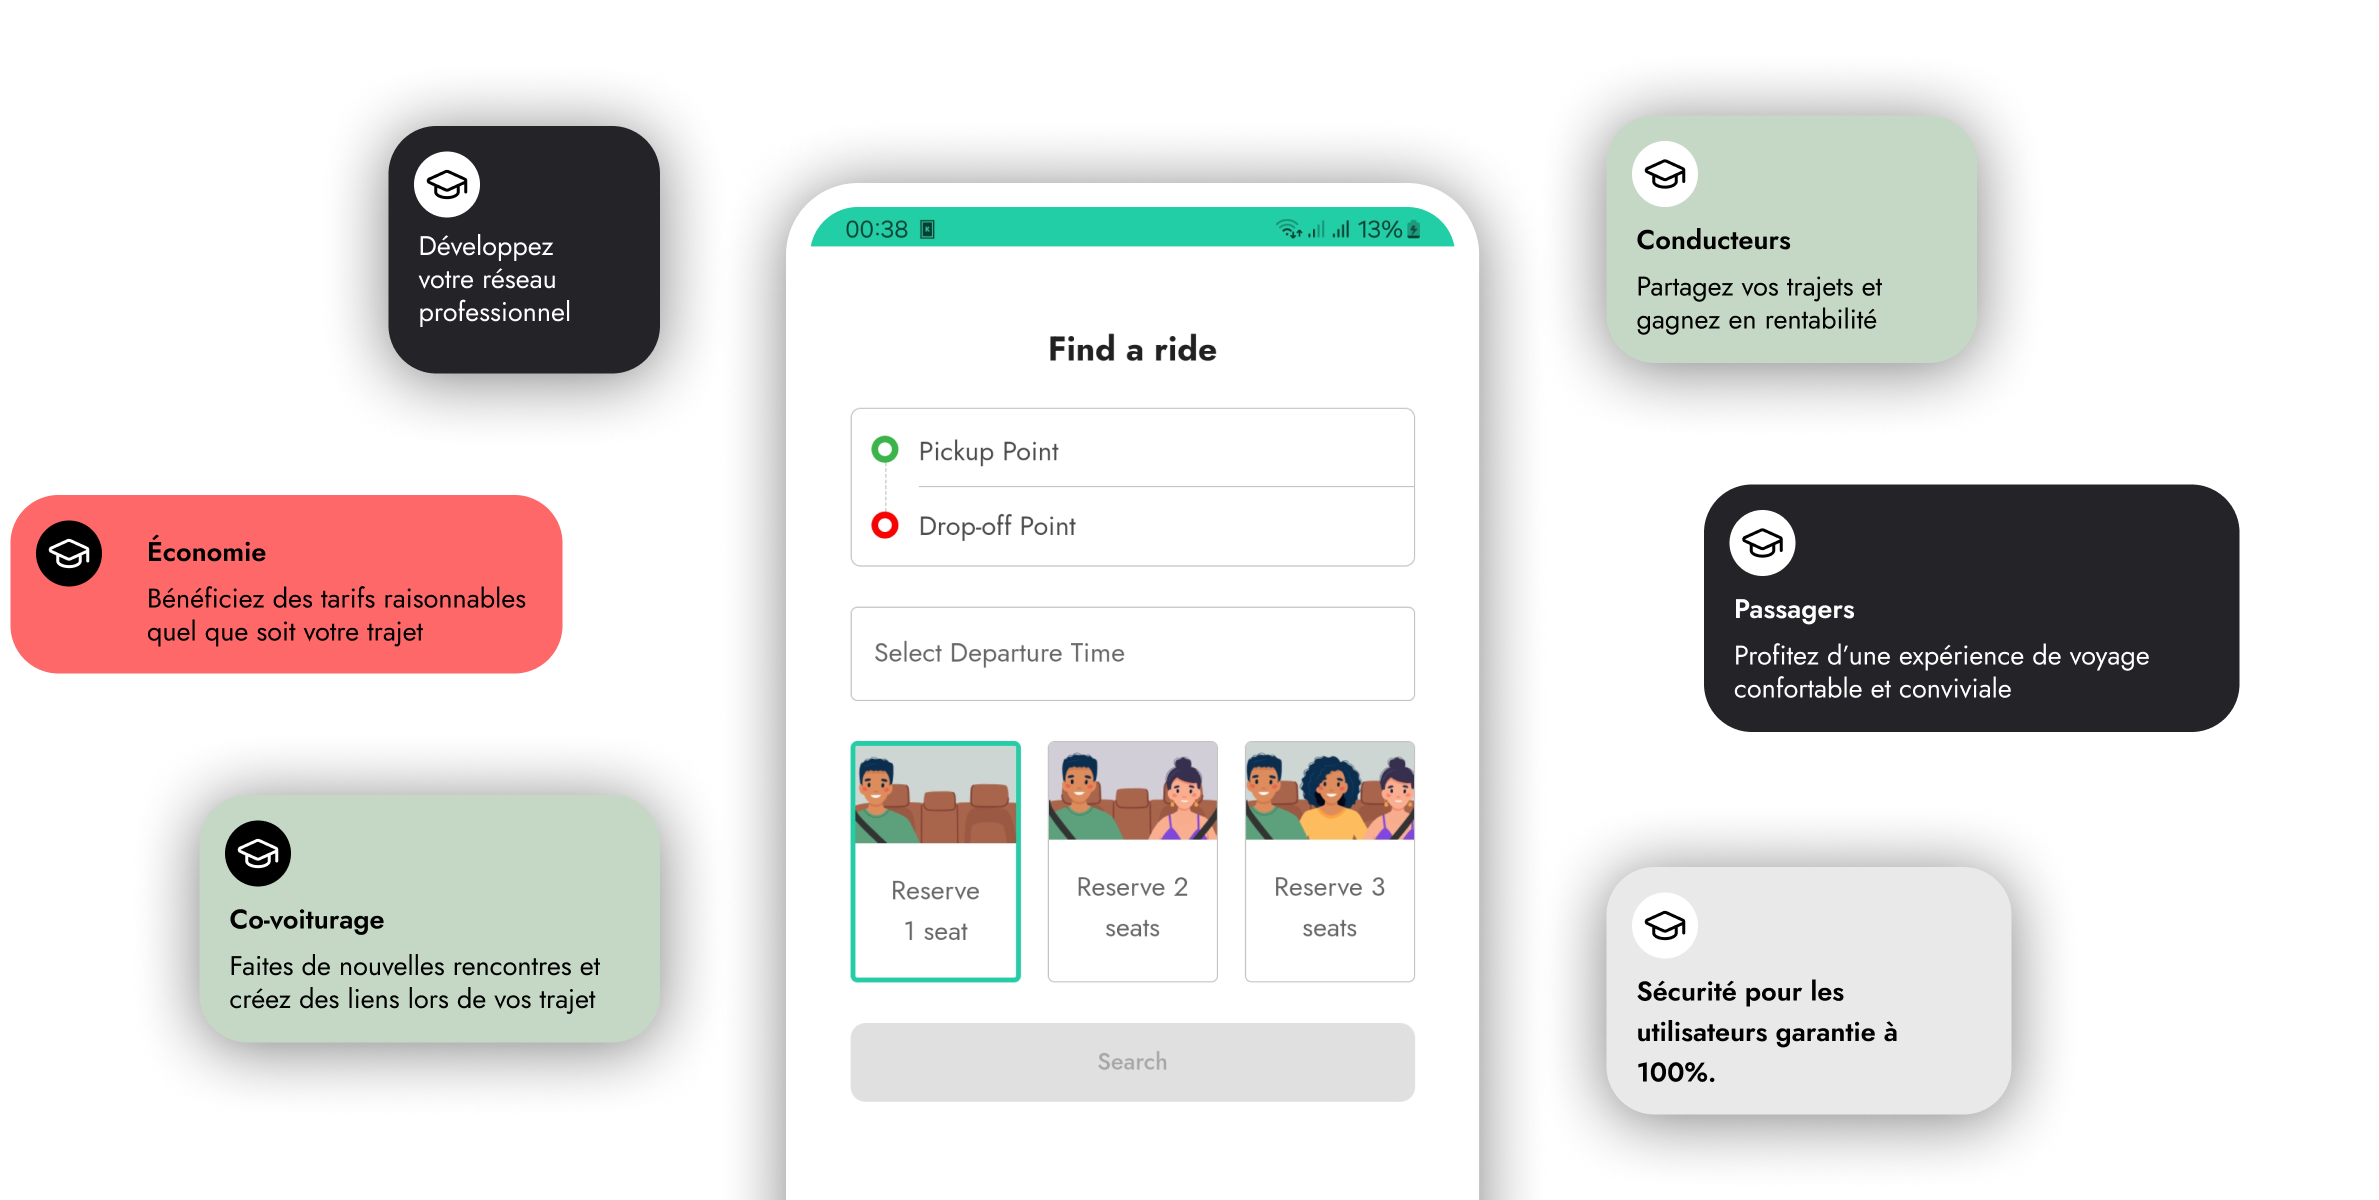 Développez
votre réseau
professionnel
Économie
Bénéficiez des tarifs raisonnables
quel que soit votre trajet
Co-voiturage
Faites de nouvelles rencontres et
créez des liens lors de vos trajet
00:38
13%
Find a ride
Pickup Point
Drop-off Point
Select Departure Time
Reserve
1 seat
Reserve 2
seats
Reserve 3
seats
Search
Conducteurs
Partagez vos trajets et
gagnez en rentabilité
Passagers
Profitez d’une expérience de voyage
confortable et conviviale
Sécurité pour les
utilisateurs garantie à
100%.